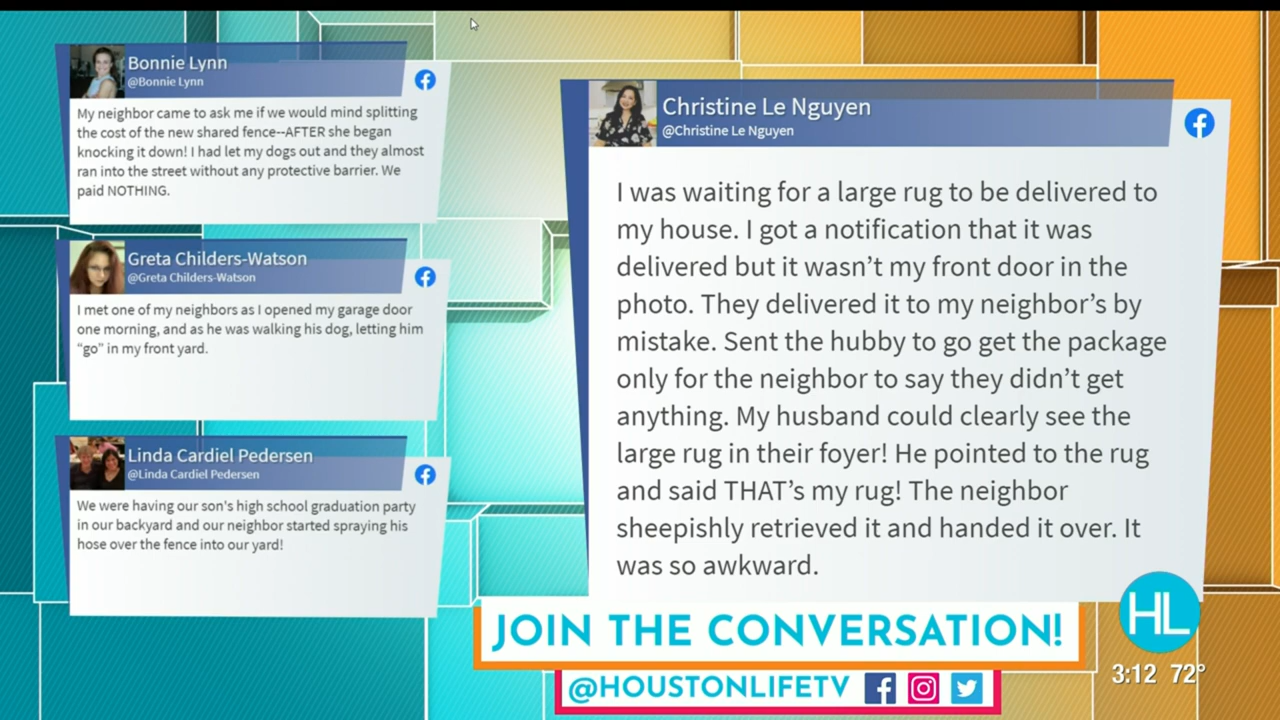 Bonnie Lynn
@Bonnie Lynn
My neighbor came to ask me if we would mind splitting
the cost of the new shared fence--AFTER she began
knocking it down! I had let my dogs out and they almost
ran into the street without any protective barrier. We
paid NOTHING.
Greta Childers-Watson
@Greta Childers-Watson
I met one of my neighbors as I opened my garage door
one morning, and as he was walking his dog, letting him
“go” in my front yard.
Linda Cardiel Pedersen
@Linda Cardiel Pedersen
We were having our son's high school graduation party
in our backyard and our neighbor started spraying his
hose over the fence into our yard!
Christine Le Nguyen
@Christine Le Nguyen
I was waiting for a large rug to be delivered to
my house. I got a notification that it was
delivered but it wasn’t my front door in the
photo. They delivered it to my neighbor’s by
mistake. Sent the hubby to go get the package
only for the neighbor to say they didn’t get
anything. My husband could clearly see the
large rug in their foyer! He pointed to the rug
and said THAT’s my rug! The neighbor
sheepishly retrieved it and handed it over. It
was so awkward.
JOIN THE CONVERSATION!
@HOUSTONLIFETV
HL
3:12 72°